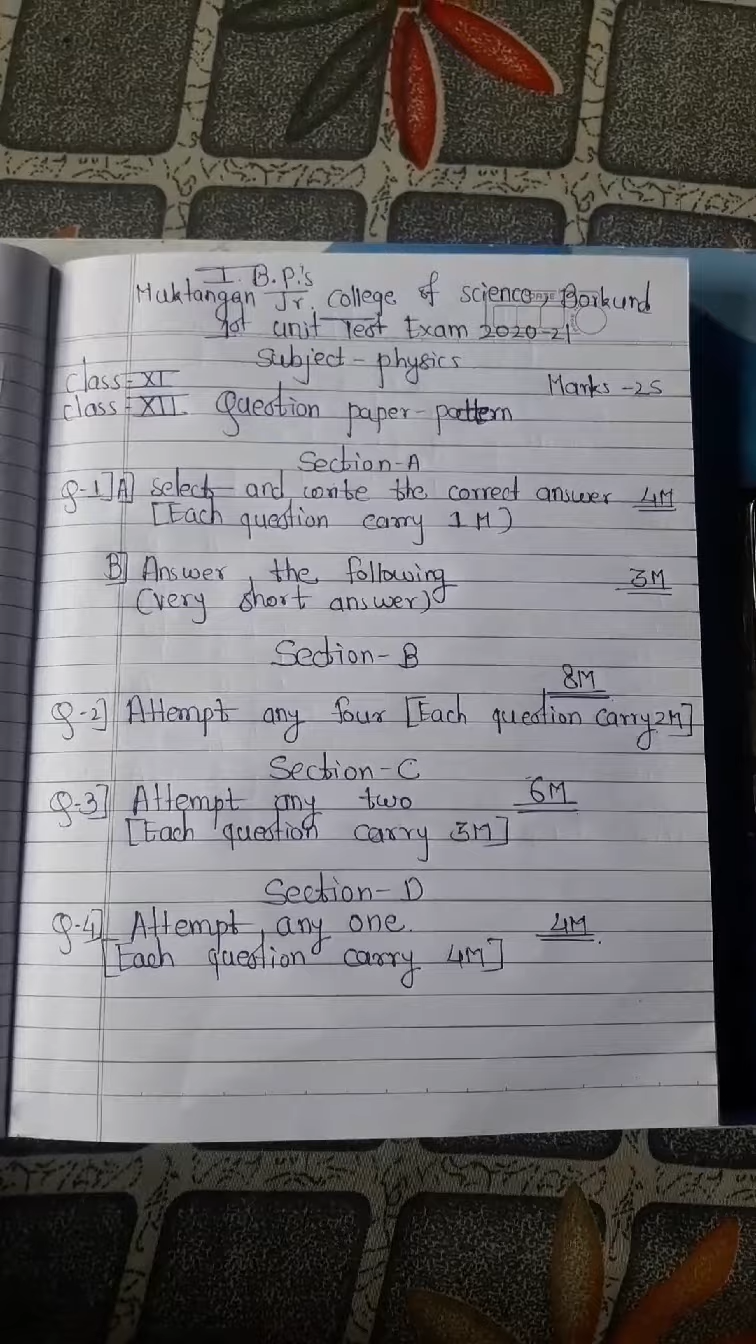 I. B.P.'s
Muktangan Jr. College of science, Borkund
1st unit Test Exam 2020-21
Subject - physics
class - XI
Marks - 25
class - XII Question paper - pattern
Section - A
Q-1] A] select and write the correct answer 4M
[Each question carry 1M)
B] Answer the following 3M
(very short answer)
Section - B
8M
Q-2] Attempt any four [Each question carry 2M]
Section - C
Q-3] Attempt any two 6M
[Each question carry 3M]
Section - D
Q-4] Attempt any one. 4M
[Each question carry 4M]